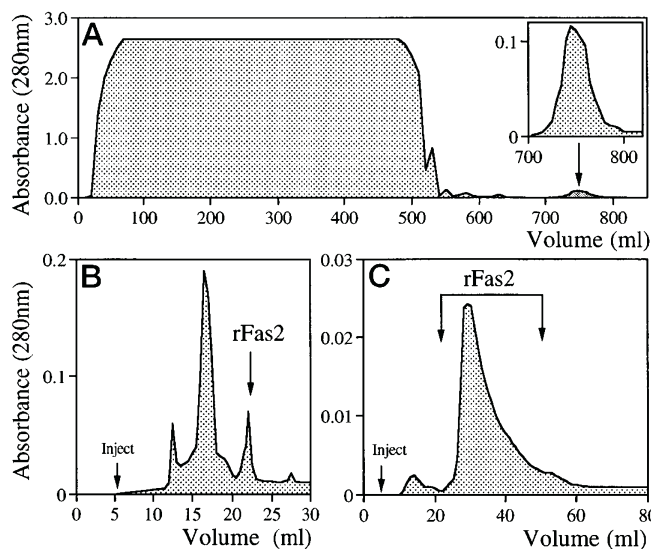 A
Absorbance (280nm)
3.0
2.0
1.0
0.0
0 100 200 300 400 500 600 700 800
Volume (ml)
0.1
0
700 800
B
Absorbance (280nm)
0.2
0.1
0
Inject
rFas2
0 5 10 15 20 25 30
Volume (ml)
C
0.03
0.02
0.01
0
rFas2
Inject
0 20 40 60 80
Volume (ml)